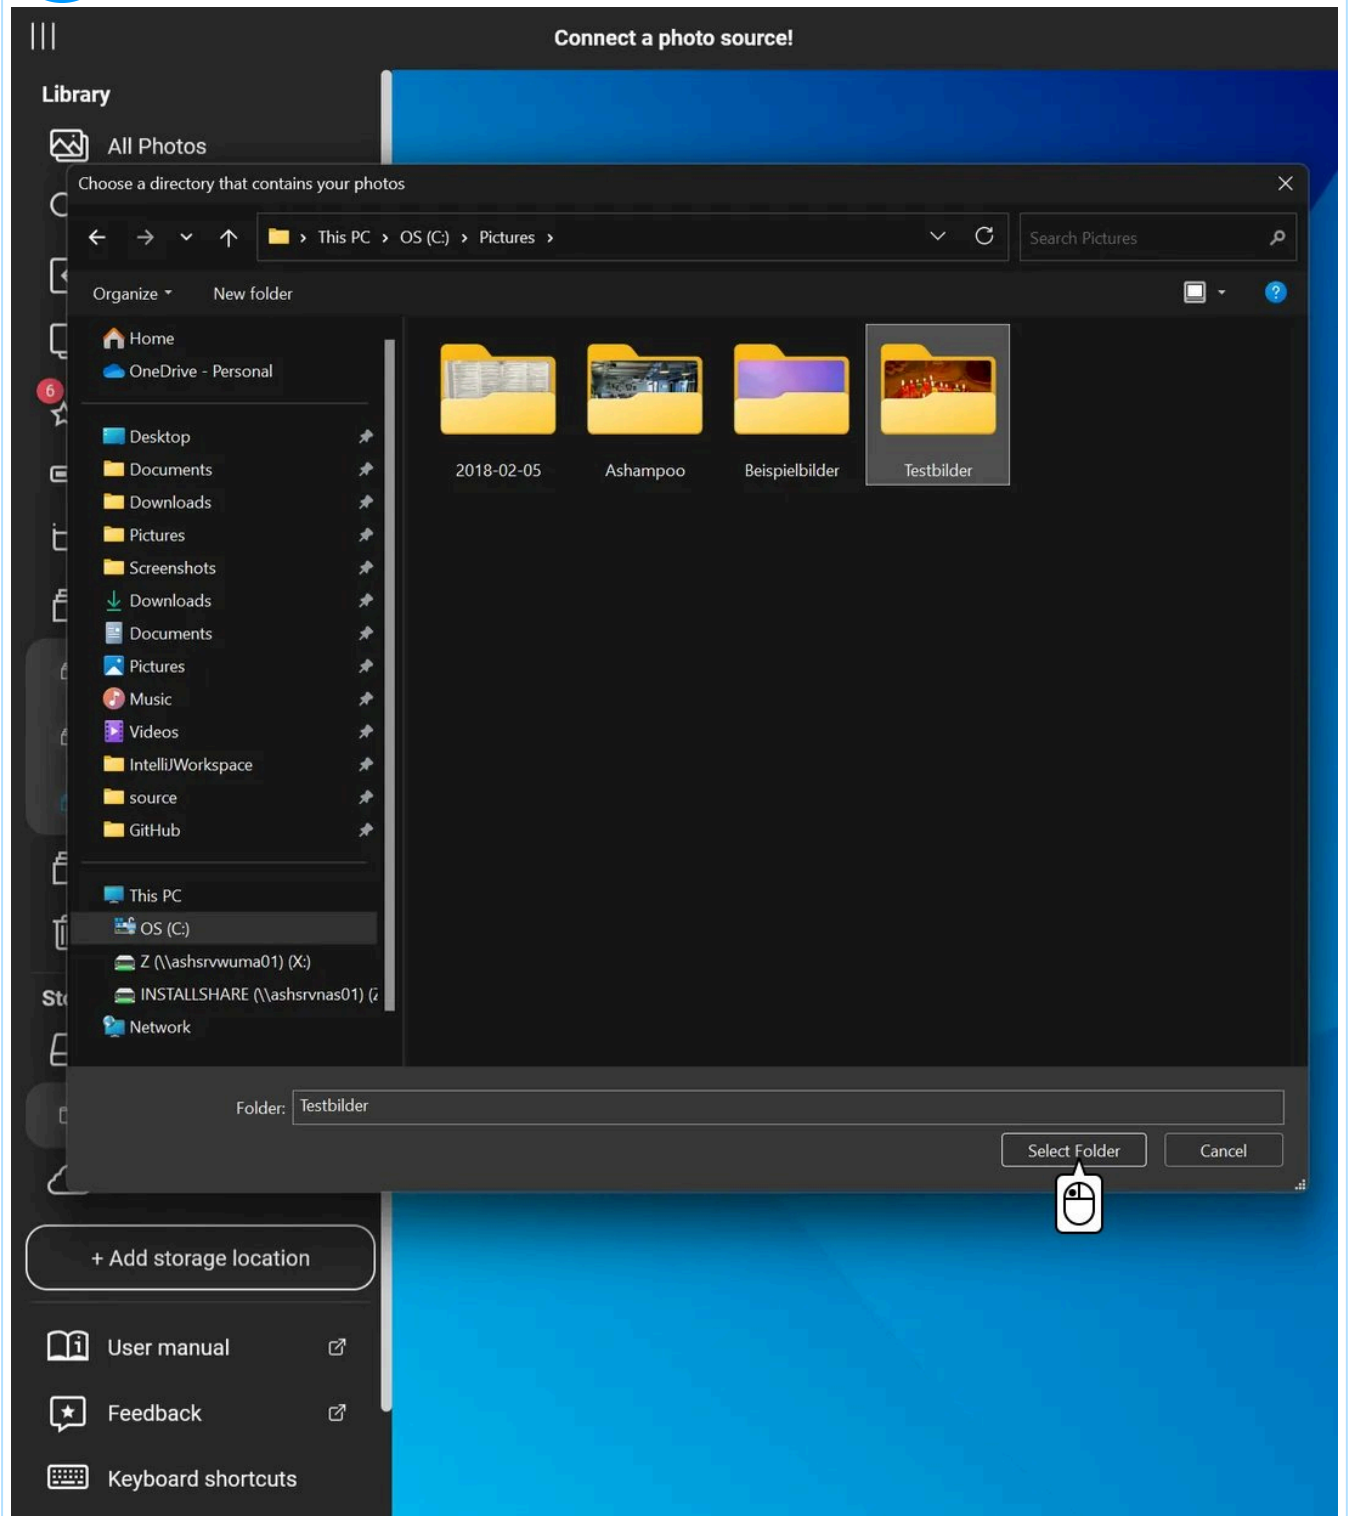 Connect a photo source!
Library
All Photos
Choose a directory that contains your photos
This PC › OS (C:) › Pictures ›
Search Pictures
Organize
New folder
?
Home
OneDrive - Personal
6
Desktop
Documents
Downloads
Pictures
Screenshots
Downloads
Documents
Pictures
Music
Videos
IntelliJWorkspace
source
GitHub
This PC
OS (C:)
Z (\\ashsrvwuma01) (X:)
INSTALLSHARE (\\ashsrvnas01) (Z
Network
2018-02-05
Ashampoo
Beispielbilder
Testbilder
Sto
Folder: Testbilder
Select Folder
Cancel
+ Add storage location
User manual
Feedback
Keyboard shortcuts